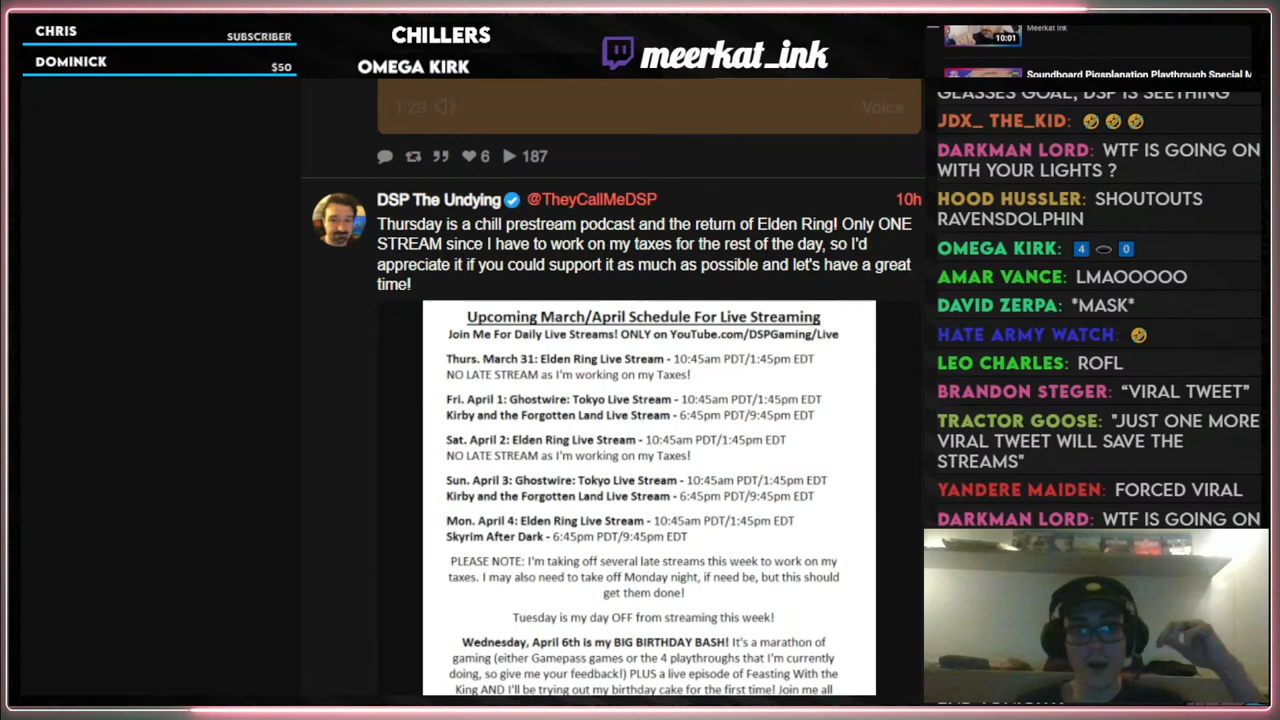 CHRIS
SUBSCRIBER
DOMINICK
$50
CHILLERS
OMEGA KIRK
meerkat_ink
1:29
Voice
6
187
DSP The Undying @TheyCallMeDSP
10h
Thursday is a chill prestream podcast and the return of Elden Ring! Only ONE
STREAM since I have to work on my taxes for the rest of the day, so I'd
appreciate it if you could support it as much as possible and let's have a great
time!
Upcoming March/April Schedule For Live Streaming
Join Me For Daily Live Streams! ONLY on YouTube.com/DSPGaming/Live
Thurs. March 31: Elden Ring Live Stream - 10:45am PDT/1:45pm EDT
NO LATE STREAM as I'm working on my Taxes!
Fri. April 1: Ghostwire: Tokyo Live Stream - 10:45am PDT/1:45pm EDT
Kirby and the Forgotten Land Live Stream - 6:45pm PDT/9:45pm EDT
Sat. April 2: Elden Ring Live Stream - 10:45am PDT/1:45pm EDT
NO LATE STREAM as I'm working on my Taxes!
Sun. April 3: Ghostwire: Tokyo Live Stream - 10:45am PDT/1:45pm EDT
Kirby and the Forgotten Land Live Stream - 6:45pm PDT/9:45pm EDT
Mon. April 4: Elden Ring Live Stream - 10:45am PDT/1:45pm EDT
Skyrim After Dark - 6:45pm PDT/9:45pm EDT
PLEASE NOTE: I'm taking off several late streams this week to work on my
taxes. I may also need to take off Monday night, if need be, but this should
get them done!
Tuesday is my day OFF from streaming this week!
Wednesday, April 6th is my BIG BIRTHDAY BASH! It's a marathon of
gaming (either Gamepass games or the 4 playthroughs that I'm currently
doing, so give me your feedback!) PLUS a live episode of Feasting With the
King AND I'll be trying out my birthday cake for the first time! Join me all
Meerkat Ink
10:01
Soundboard Pigsplanation Playthrough Special M
GLASSES GOAL, DSP IS SEETHING
JDX_ THE_KID: 🤣 🤣 🤣
DARKMAN LORD: WTF IS GOING ON
WITH YOUR LIGHTS ?
HOOD HUSSLER: SHOUTOUTS
RAVENSDOLPHIN
OMEGA KIRK: 4 0
AMAR VANCE: LMAOOOOO
DAVID ZERPA: *MASK*
HATE ARMY WATCH: 🤣
LEO CHARLES: ROFL
BRANDON STEGER: “VIRAL TWEET”
TRACTOR GOOSE: "JUST ONE MORE
VIRAL TWEET WILL SAVE THE
STREAMS"
YANDERE MAIDEN: FORCED VIRAL
DARKMAN LORD: WTF IS GOING ON